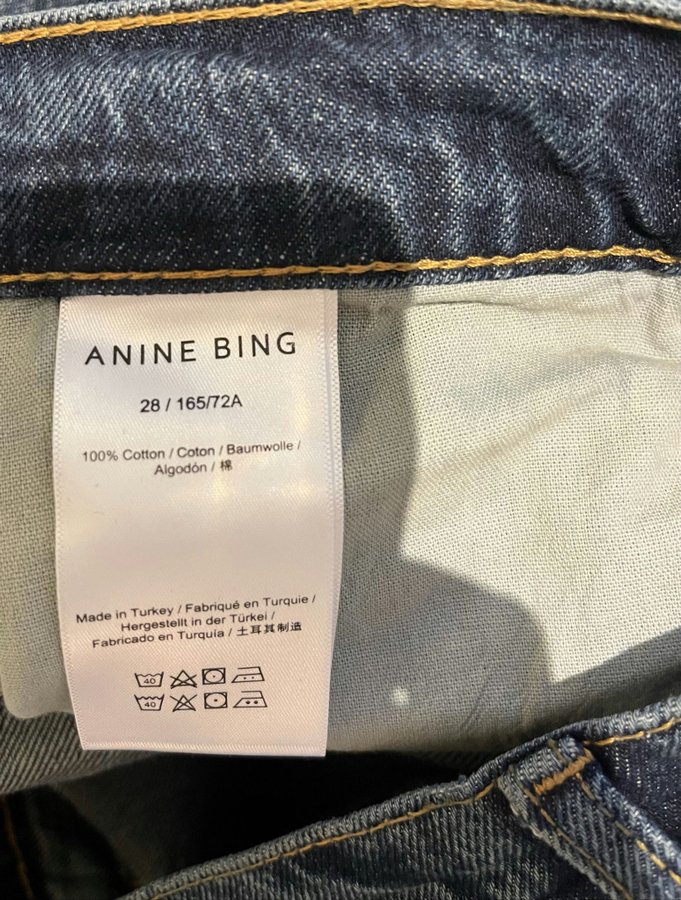 ANINE BING
28 / 165/72A
100% Cotton / Coton / Baumwolle /
Algodón / 棉
Made in Turkey / Fabriqué en Turquie /
Hergestellt in der Türkei /
Fabricado en Turquía / 土耳其制造
40
40